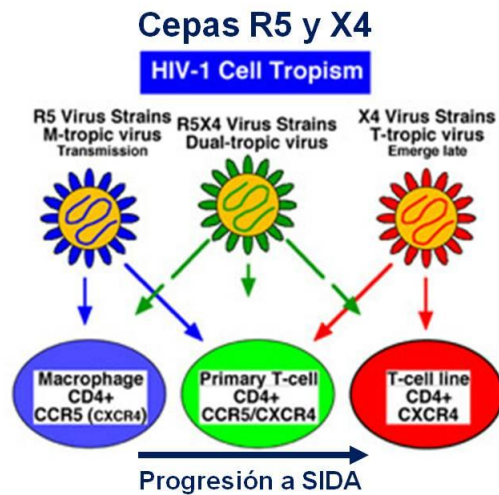 Cepas R5 y X4
HIV-1 Cell Tropism
R5 Virus Strains
M-tropic virus
Transmission
R5X4 Virus Strains
Dual-tropic virus
X4 Virus Strains
T-tropic virus
Emerge late
Macrophage
CD4+
CCR5 (CXCR4)
Primary T-cell
CD4+
CCR5/CXCR4
T-cell line
CD4+
CXCR4
Progresión a SIDA